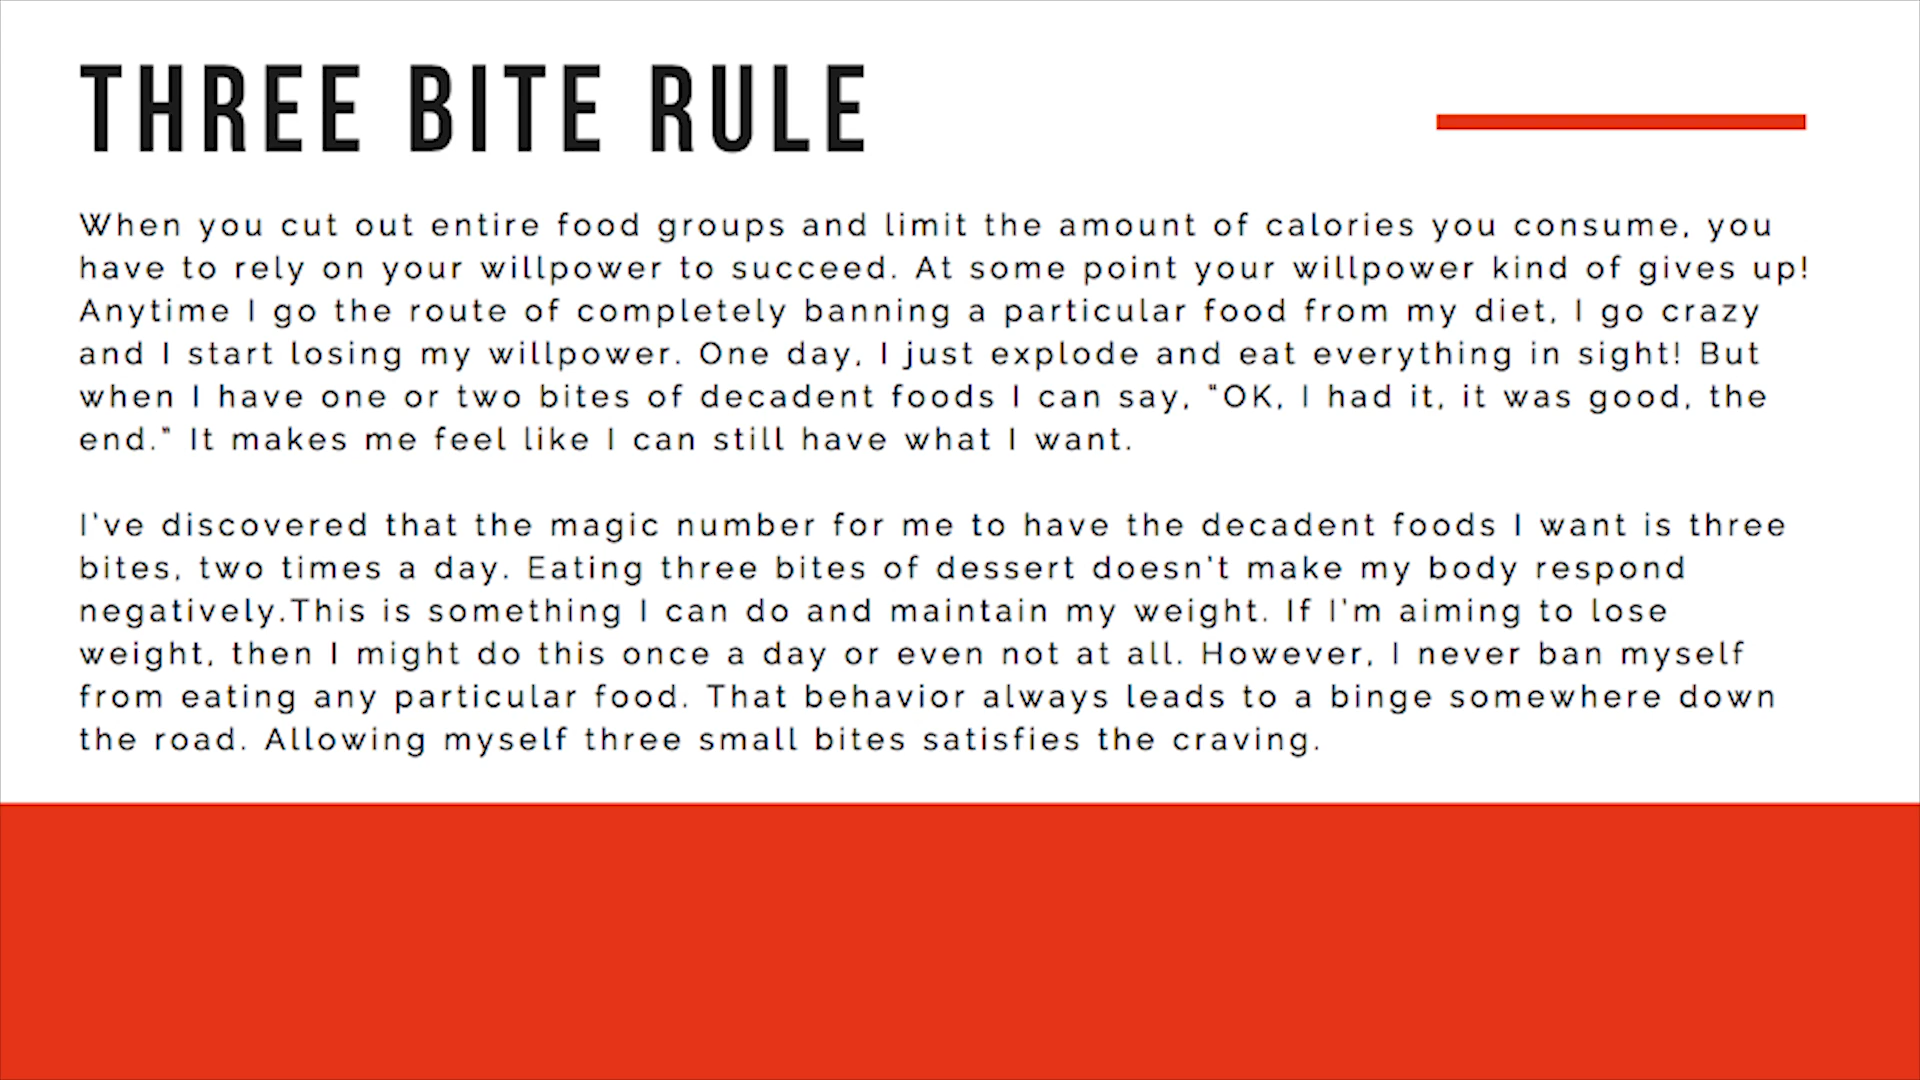 THREE BITE RULE
When you cut out entire food groups and limit the amount of calories you consume, you
have to rely on your willpower to succeed. At some point your willpower kind of gives up!
Anytime I go the route of completely banning a particular food from my diet, I go crazy
and I start losing my willpower. One day, I just explode and eat everything in sight! But
when I have one or two bites of decadent foods I can say, "OK, I had it, it was good, the
end." It makes me feel like I can still have what I want.
I've discovered that the magic number for me to have the decadent foods I want is three
bites, two times a day. Eating three bites of dessert doesn't make my body respond
negatively.This is something I can do and maintain my weight. If I'm aiming to lose
weight, then I might do this once a day or even not at all. However, I never ban myself
from eating any particular food. That behavior always leads to a binge somewhere down
the road. Allowing myself three small bites satisfies the craving.